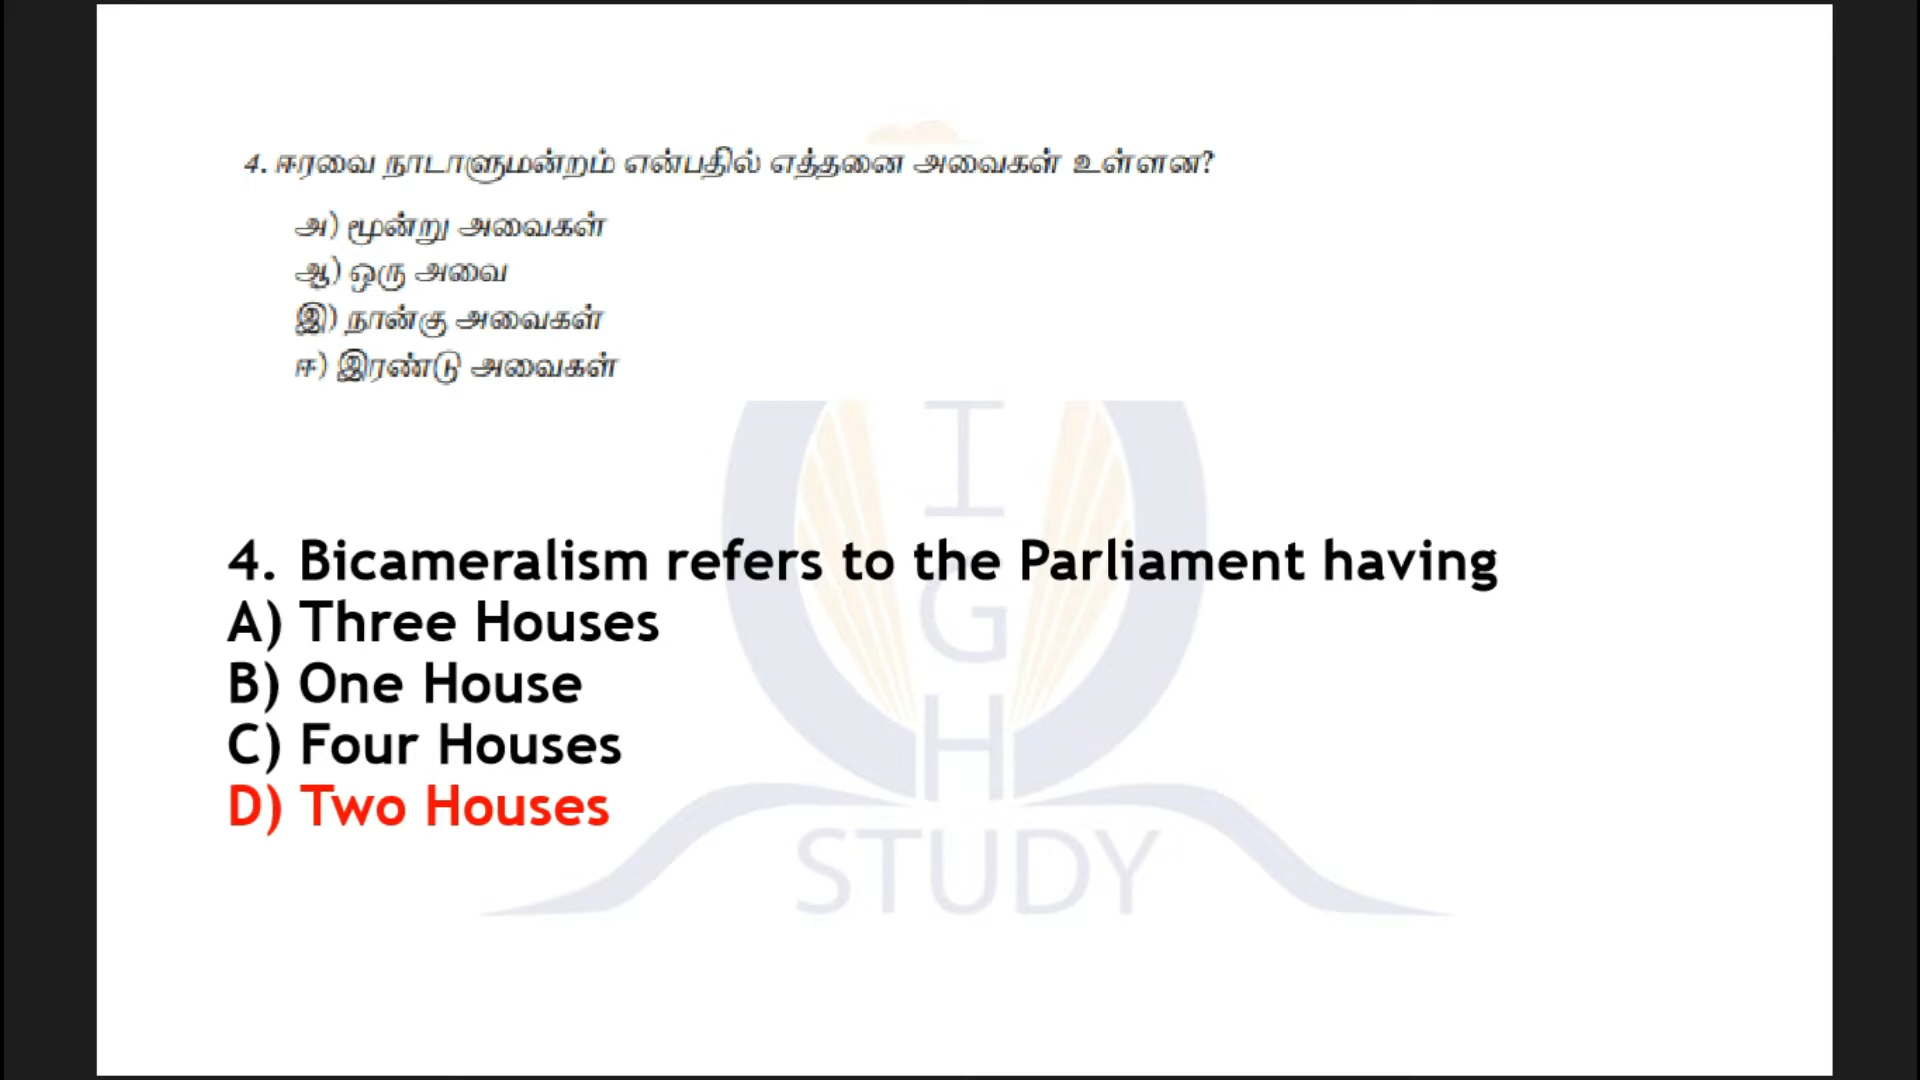 4. ஈரவை நாடாளுமன்றம் என்பதில் எத்தனை அவைகள் உள்ளன?
அ) மூன்று அவைகள்
ஆ) ஒரு அவை
இ) நான்கு அவைகள்
ஈ) இரண்டு அவைகள்
4. Bicameralism refers to the Parliament having
A) Three Houses
B) One House
C) Four Houses
D) Two Houses
I
G
H
STUDY